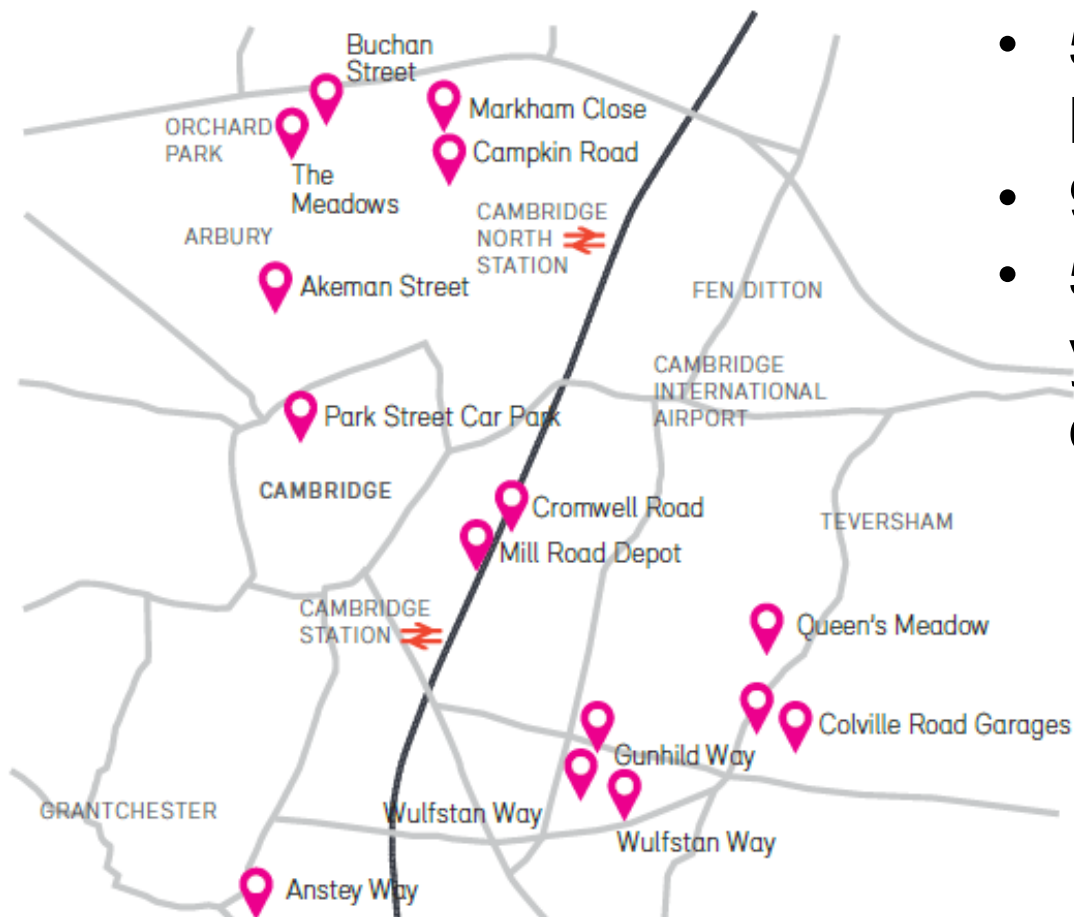 Buchan
Street
Markham Close
ORCHARD
PARK
Campkin Road
The
Meadows
CAMBRIDGE
NORTH
STATION
ARBURY
Akeman Street
FEN DITTON
CAMBRIDGE
INTERNATIONAL
AIRPORT
Park Street Car Park
CAMBRIDGE
Cromwell Road
TEVERSHAM
Mill Road Depot
CAMBRIDGE
STATION
Queen's Meadow
Colville Road Garages
Gunhild Way
GRANTCHESTER
Wulfstan Way
Wulfstan Way
Anstey Way